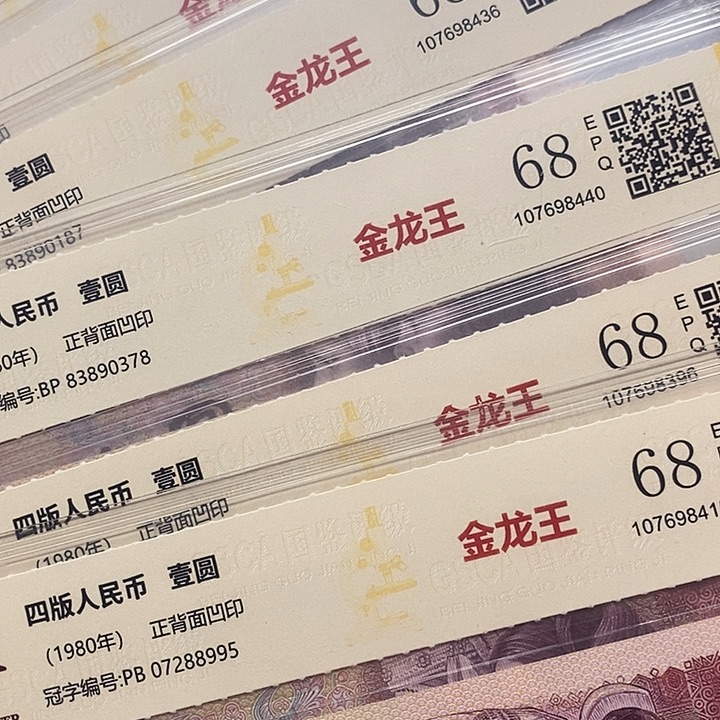 金龙王
107698436
壹圆
正背面凹印
83890187
金龙王
68
EPQ
107698440
人民币 壹圆
正背面凹印
编号:BP 83890378
金龙王
68
EPQ
107698398
四版人民币 壹圆
(1980年) 正背面凹印
金龙王
68
四版人民币 壹圆
(1980年) 正背面凹印
冠字编号:PB 07288995